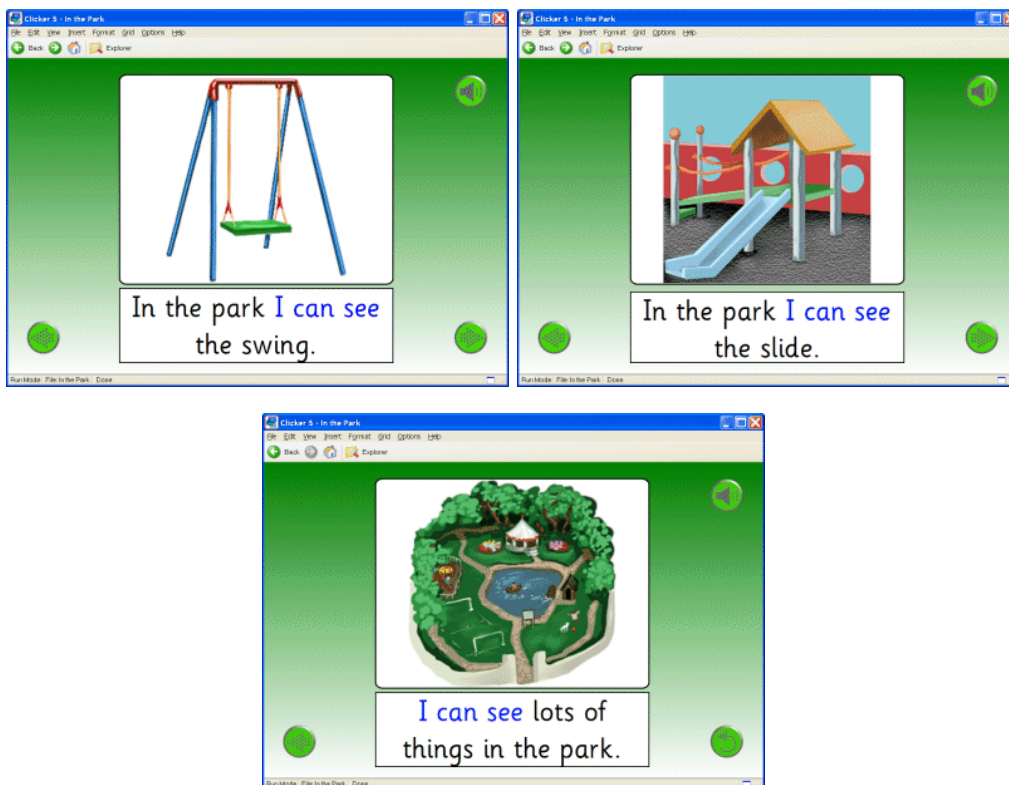 Clicker 5 - In the Park
File Edit View Insert Format Grid Options Help
Back Explorer
In the park I can see
the swing.
Run Mode File: In the Park Done
Clicker 5 - In the Park
File Edit View Insert Format Grid Options Help
Back Explorer
In the park I can see
the slide.
Run Mode File: In the Park Done
Clicker 5 - In the Park
File Edit View Insert Format Grid Options Help
Back Explorer
I can see lots of
things in the park.
Run Mode File: In the Park Done